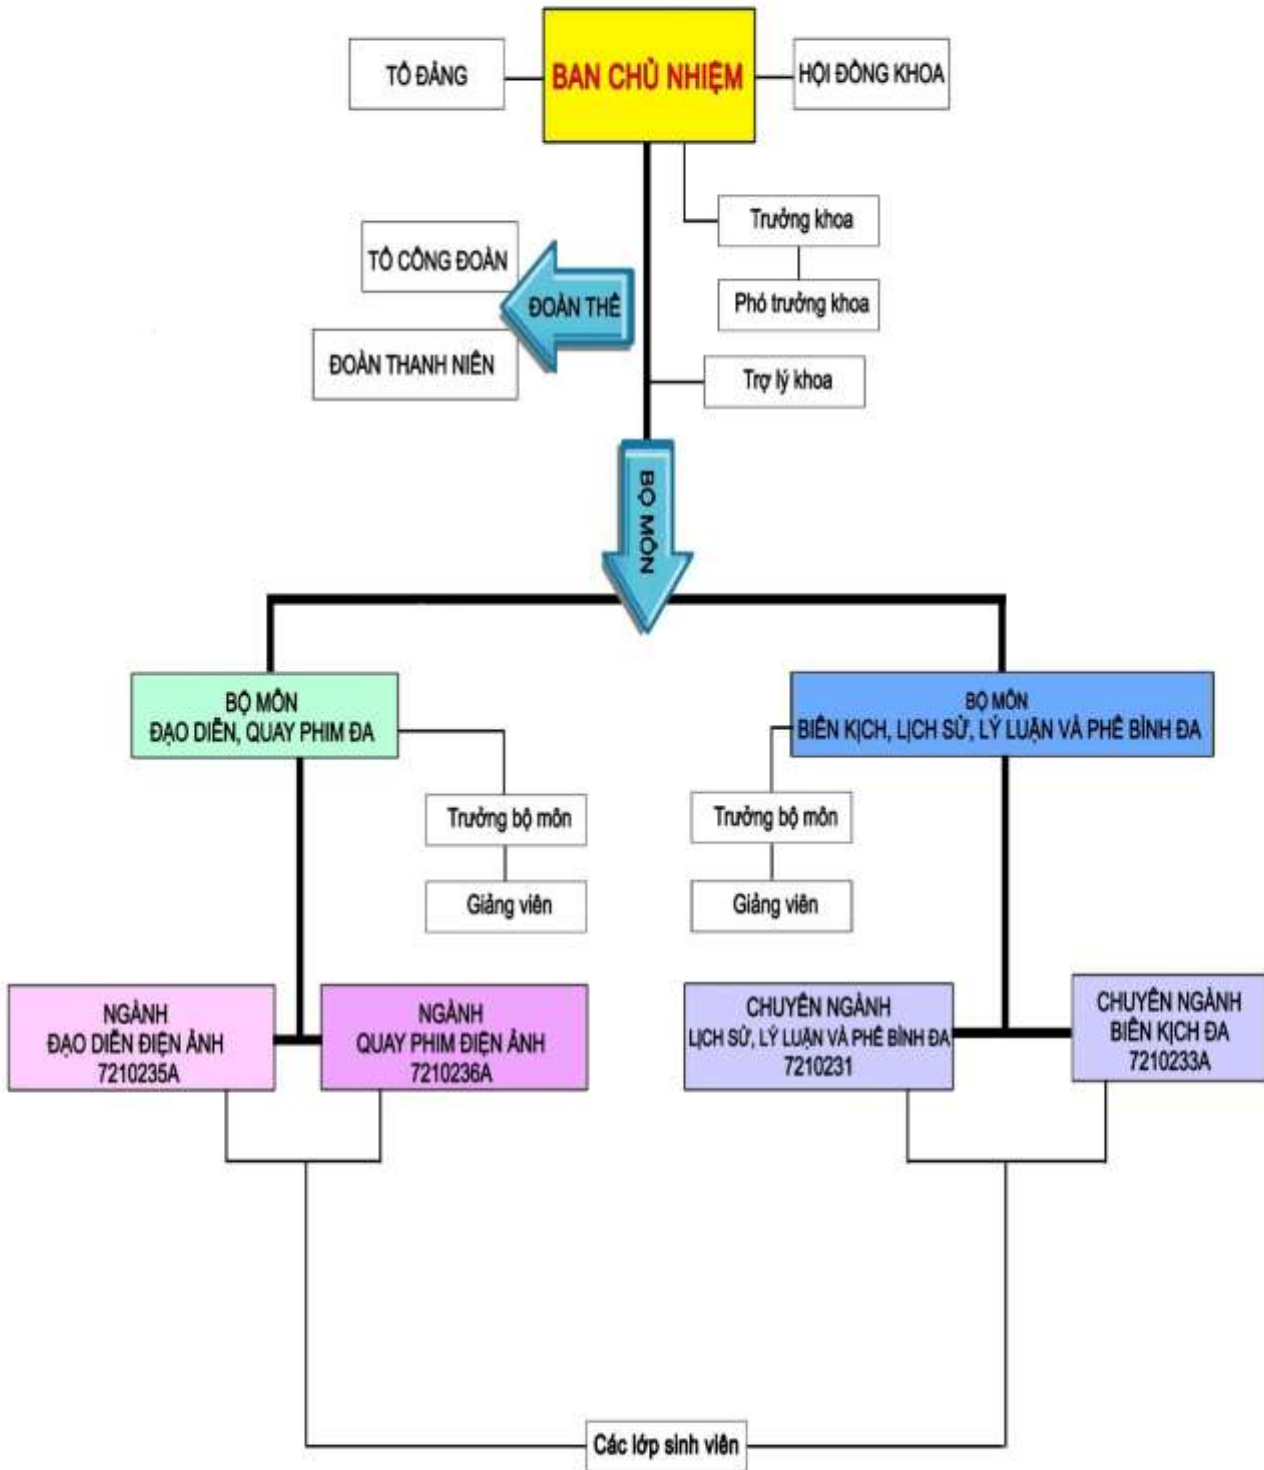 TỔ ĐẢNG
BAN CHỦ NHIỆM
HỘI ĐỒNG KHOA
Trưởng khoa
TỔ CÔNG ĐOÀN
ĐOÀN THỂ
Phó trưởng khoa
ĐOÀN THANH NIÊN
Trợ lý khoa
BỘ MÔN
BỘ MÔN
ĐẠO DIỄN, QUAY PHIM ĐA
BỘ MÔN
BIÊN KỊCH, LỊCH SỬ, LÝ LUẬN VÀ PHÊ BÌNH ĐA
Trưởng bộ môn
Trưởng bộ môn
Giảng viên
Giảng viên
NGÀNH
ĐẠO DIỄN ĐIỆN ẢNH
7210235A
NGÀNH
QUAY PHIM ĐIỆN ẢNH
7210236A
CHUYÊN NGÀNH
LỊCH SỬ, LÝ LUẬN VÀ PHÊ BÌNH ĐA
7210231
CHUYÊN NGÀNH
BIÊN KỊCH ĐA
7210233A
Các lớp sinh viên